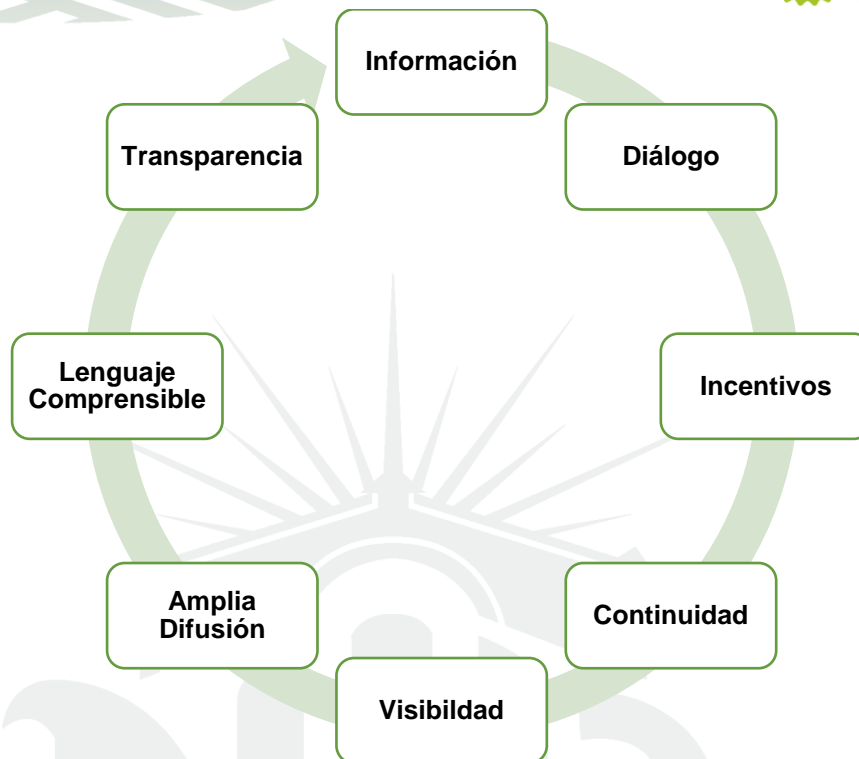 Información
Diálogo
Incentivos
Continuidad
Visibildad
Amplia
Difusión
Lenguaje
Comprensible
Transparencia